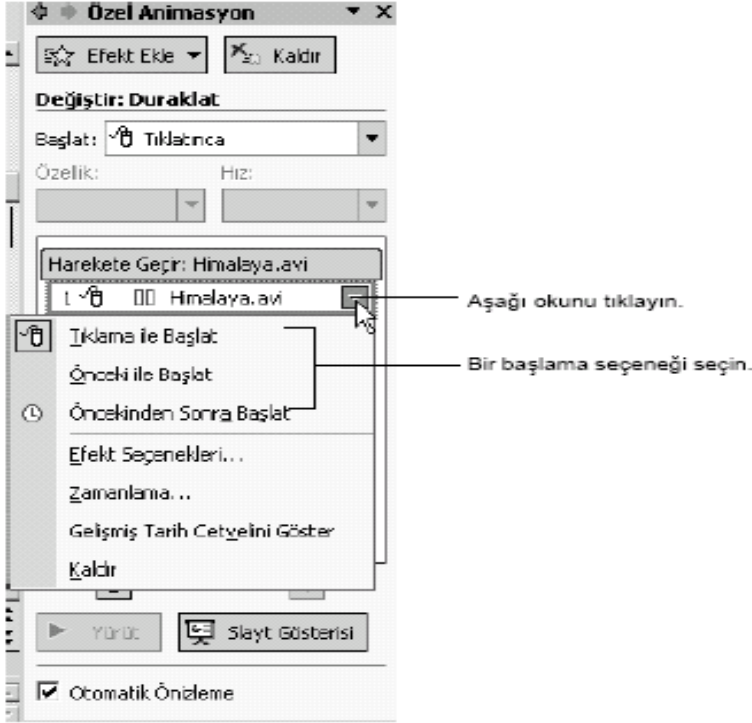 Özel Animasyon
Efekt Ekle Kaldır
Değiştir: Duraklat
Başlat: Tıklatınca
Özellik: Hız:
Harekete Geçir: Himalaya.avi
1 Himalaya.avi
Aşağı okunu tıklayın.
Tıklama ile Başlat
Bir başlama seçeneği seçin.
Önceki ile Başlat
Öncekinden Sonra Başlat
Efekt Seçenekleri...
Zamanlama...
Gelişmiş Tarih Cetvelini Göster
Kaldır
Yürüt Slayt Gösterisi
Otomatik Önizleme